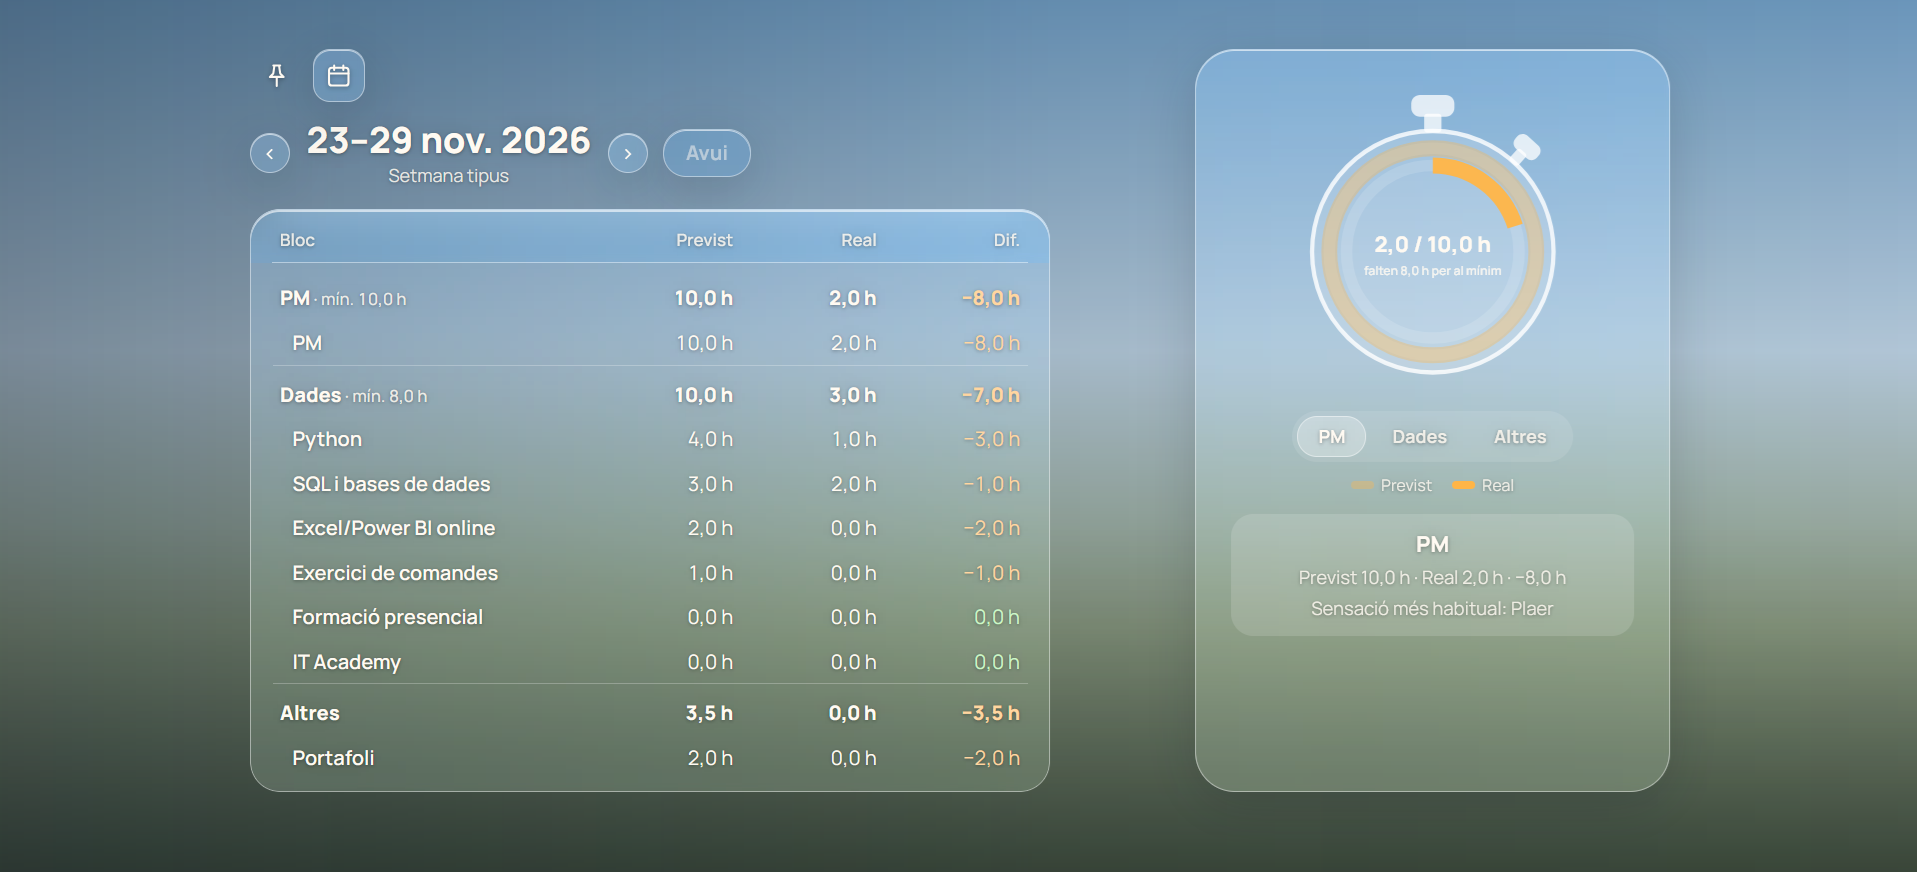 23–29 nov. 2026
Setmana tipus
Avui
Bloc Previst Real Dif.
PM · mín. 10,0 h 10,0 h 2,0 h −8,0 h
PM 10,0 h 2,0 h −8,0 h
Dades · mín. 8,0 h 10,0 h 3,0 h −7,0 h
Python 4,0 h 1,0 h −3,0 h
SQL i bases de dades 3,0 h 2,0 h −1,0 h
Excel/Power BI online 2,0 h 0,0 h −2,0 h
Exercici de comandes 1,0 h 0,0 h −1,0 h
Formació presencial 0,0 h 0,0 h 0,0 h
IT Academy 0,0 h 0,0 h 0,0 h
Altres 3,5 h 0,0 h −3,5 h
Portafoli 2,0 h 0,0 h −2,0 h
2,0 / 10,0 h
falten 8,0 h per al mínim
PM Dades Altres
Previst Real
PM
Previst 10,0 h · Real 2,0 h · −8,0 h
Sensació més habitual: Plaer